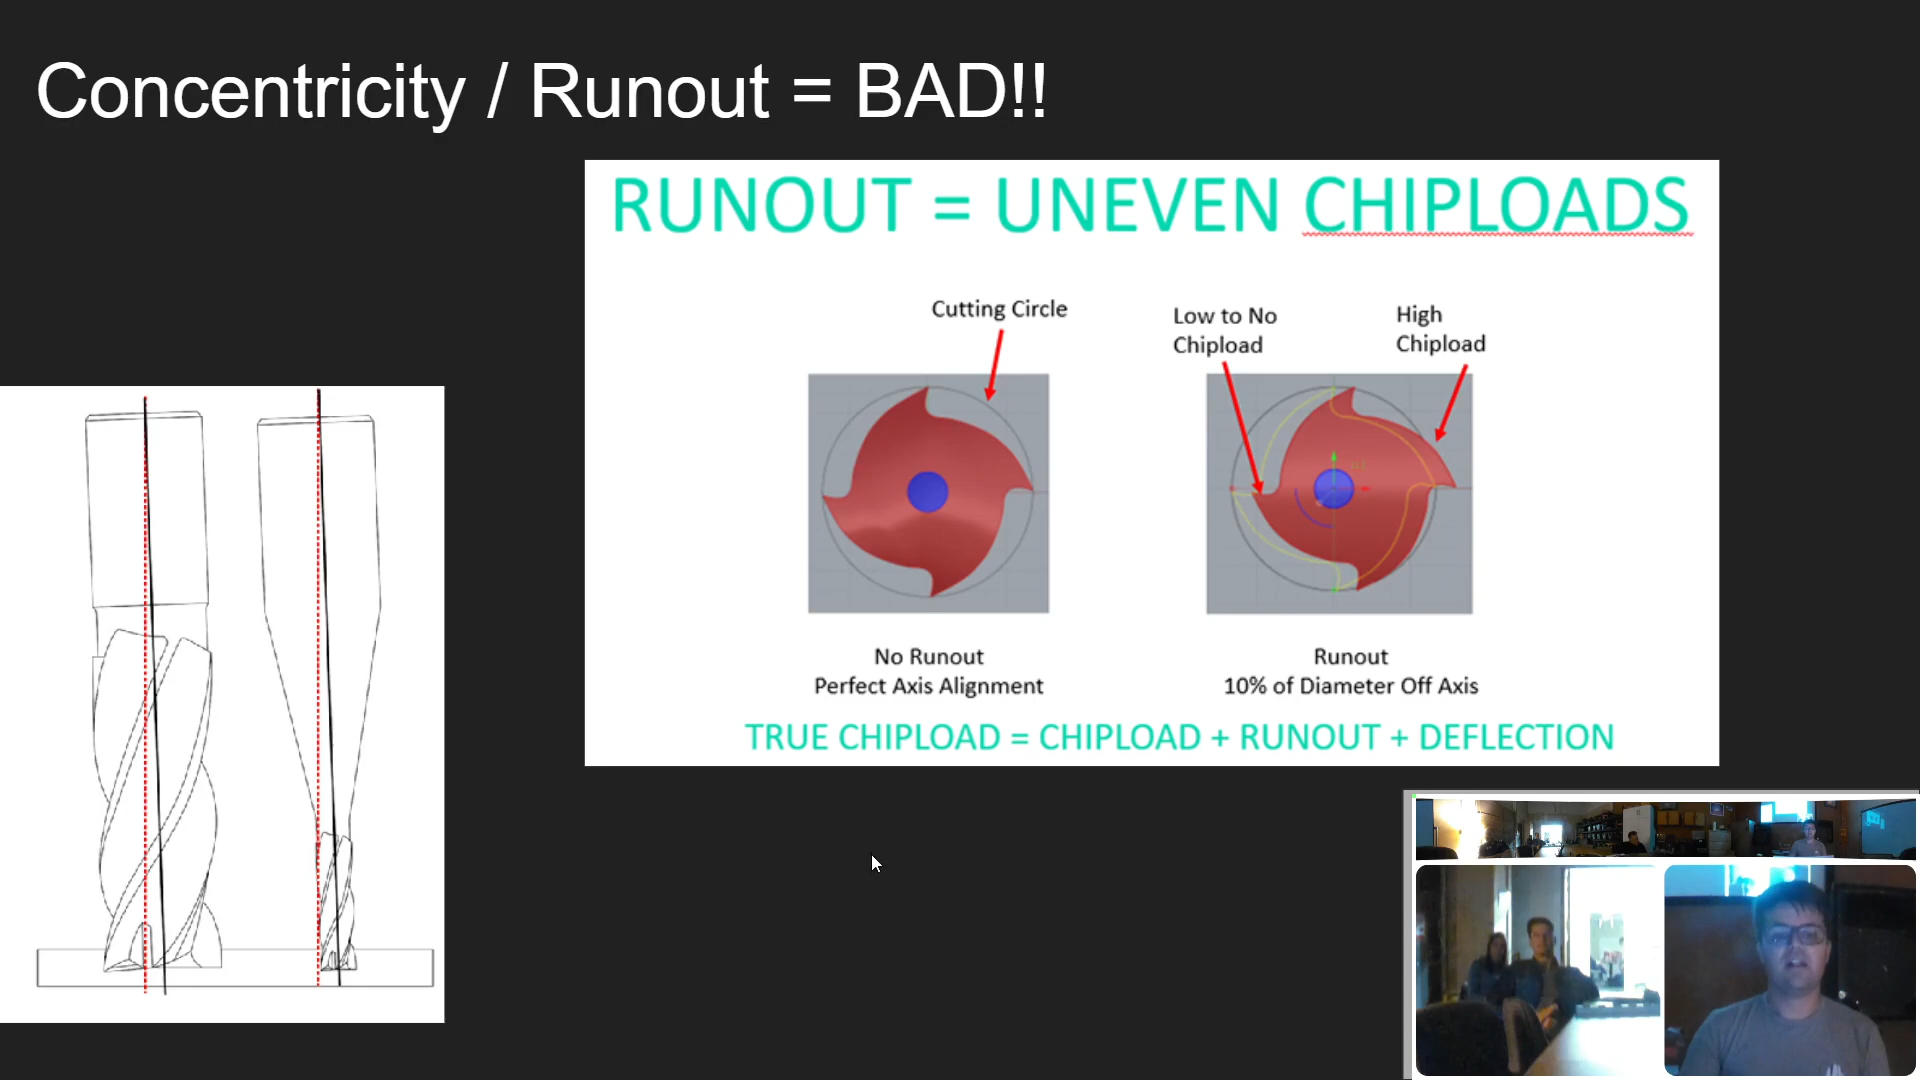 Concentricity / Runout = BAD!!
RUNOUT = UNEVEN CHIPLOADS
Cutting Circle
Low to No
Chipload
High
Chipload
No Runout
Perfect Axis Alignment
Runout
10% of Diameter Off Axis
TRUE CHIPLOAD = CHIPLOAD + RUNOUT + DEFLECTION